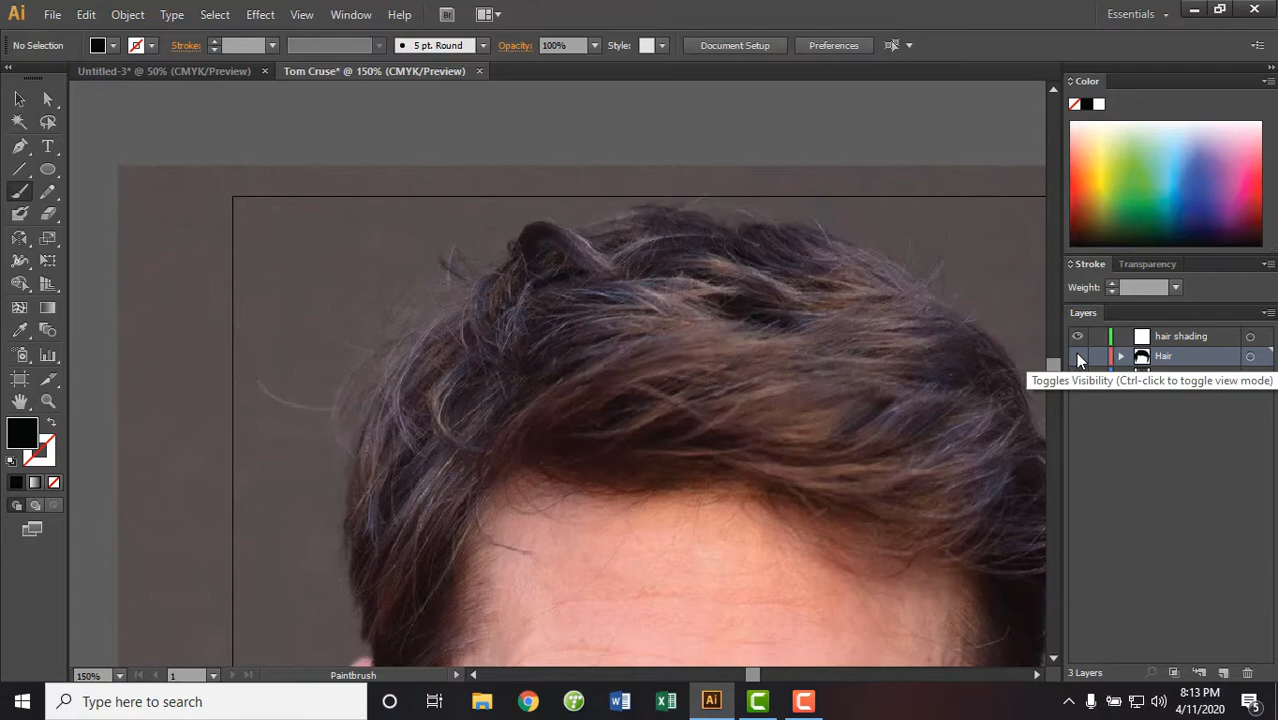 Ai File Edit Object Type Select Effect View Window Help Br Essentials
No Selection Stroke: 5 pt. Round Opacity: 100% Style: Document Setup Preferences
Untitled-3* @ 50% (CMYK/Preview) × Tom Cruse* @ 150% (CMYK/Preview) ×
Color
Stroke Transparency
Weight:
Layers
hair shading
Hair
Toggles Visibility (Ctrl-click to toggle view mode)
150% 1 Paintbrush 3 Layers
Type here to search
8:13 PM
4/11/2020
5